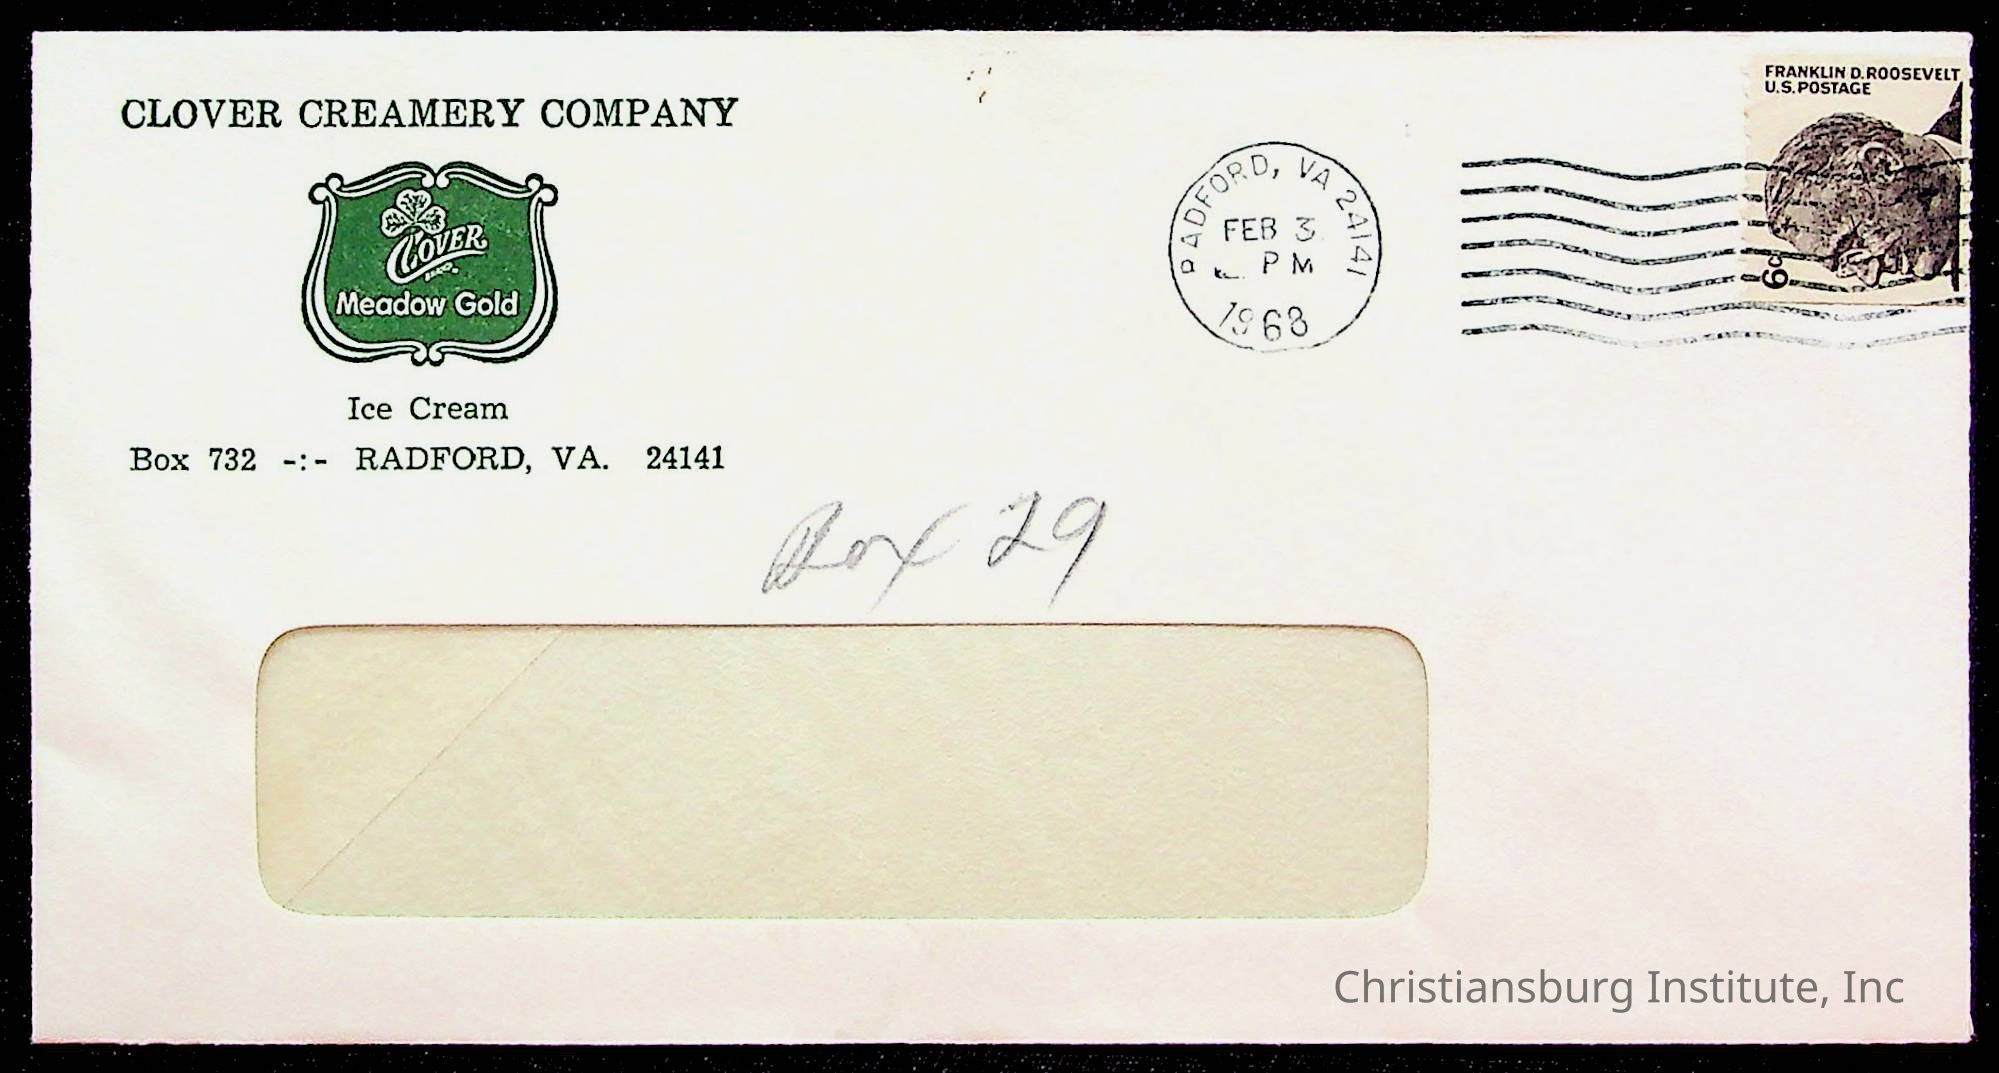 CLOVER CREAMERY COMPANY
CLOVER
Meadow Gold
Ice Cream
Box 732 -:- RADFORD, VA. 24141
RADFORD, VA 24141
FEB 3
PM
1968
FRANKLIN D. ROOSEVELT
U.S. POSTAGE
6c
Box 29
Christiansburg Institute, Inc